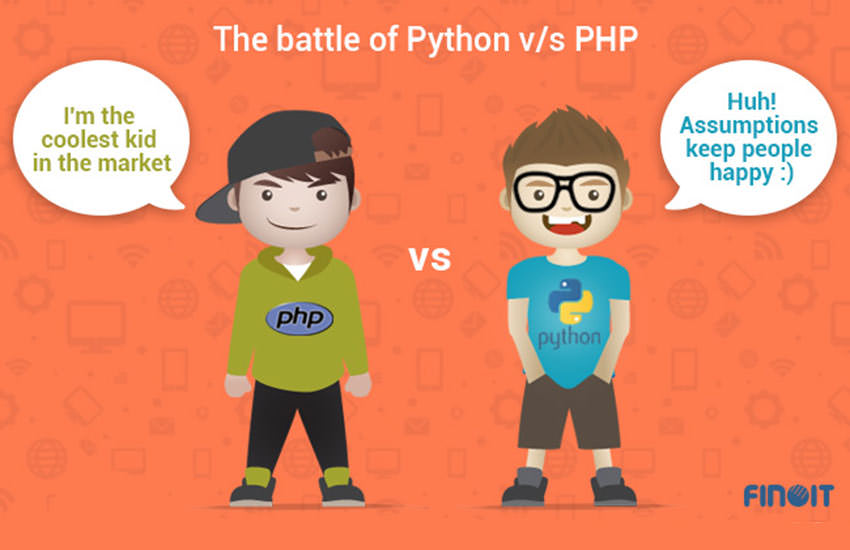 The battle of Python v/s PHP
I'm the
coolest kid
in the market
Huh!
Assumptions
keep people
happy :)
vs
php
python
FINOIT